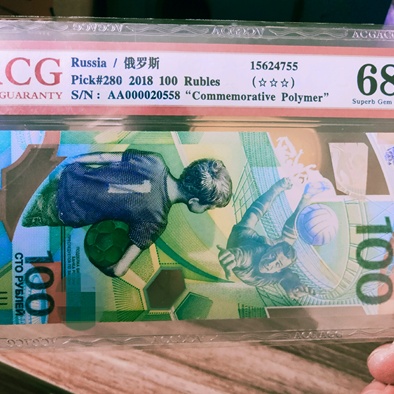 ACG
GUARANTY
Russia / 俄罗斯
Pick#280 2018 100 Rubles
S/N: AA000020558 “Commemorative Polymer”
15624755
(☆☆☆)
68
Superb Gem
1
100
СТО РУБЛЕЙ
100